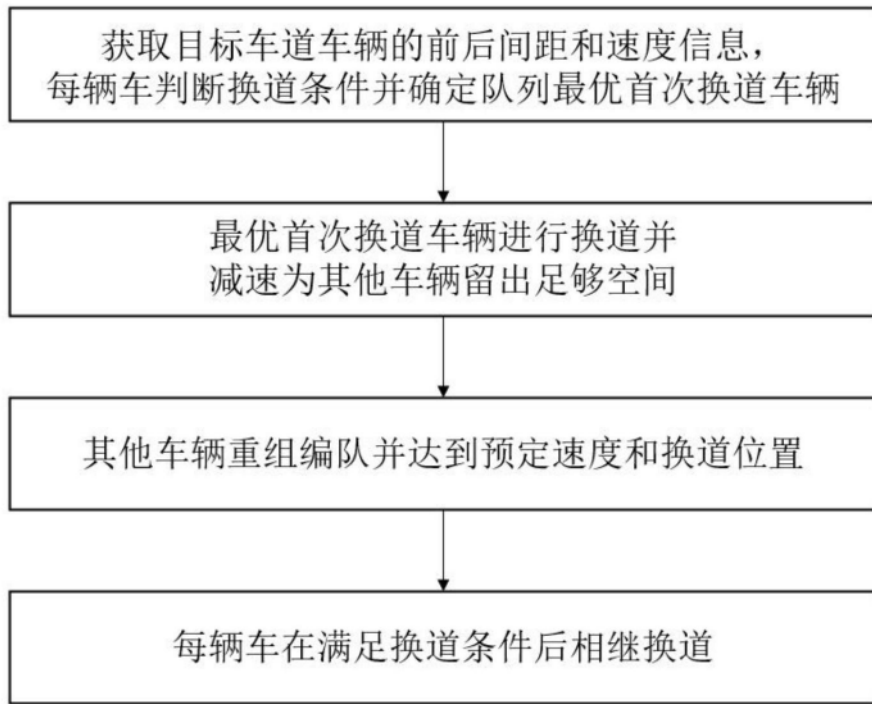 获取目标车道车辆的前后间距和速度信息，
每辆车判断换道条件并确定队列最优首次换道车辆
最优首次换道车辆进行换道并
减速为其他车辆留出足够空间
其他车辆重组编队并达到预定速度和换道位置
每辆车在满足换道条件后相继换道